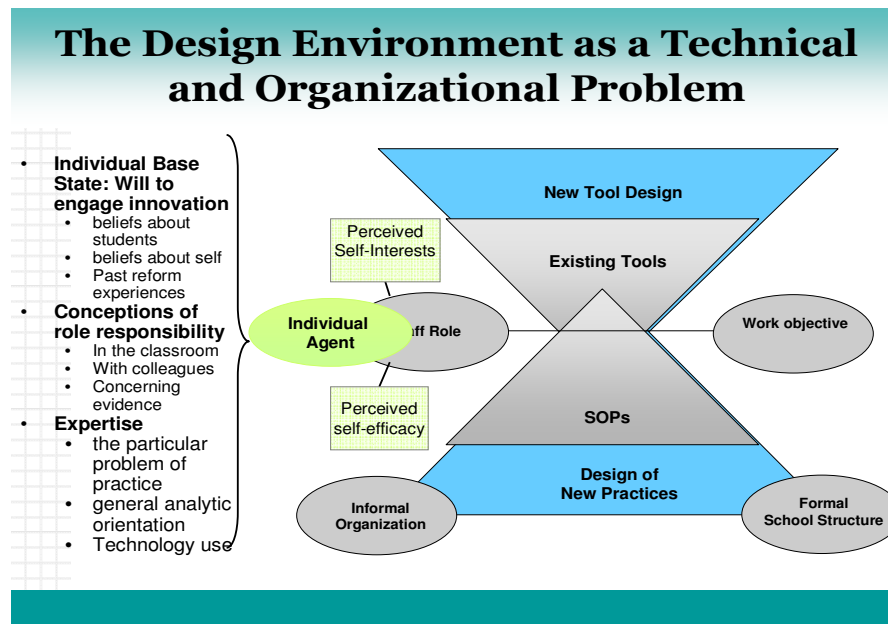 The Design Environment as a Technical
and Organizational Problem
• Individual Base
State: Will to
engage innovation
• beliefs about
students
• beliefs about self
• Past reform
experiences
• Conceptions of
role responsibility
• In the classroom
• With colleagues
• Concerning
evidence
• Expertise
• the particular
problem of
practice
• general analytic
orientation
• Technology use
Perceived
Self-Interests
Individual
Agent
Role
Perceived
self-efficacy
New Tool Design
Existing Tools
Work objective
SOPs
Design of
New Practices
Informal
Organization
Formal
School Structure